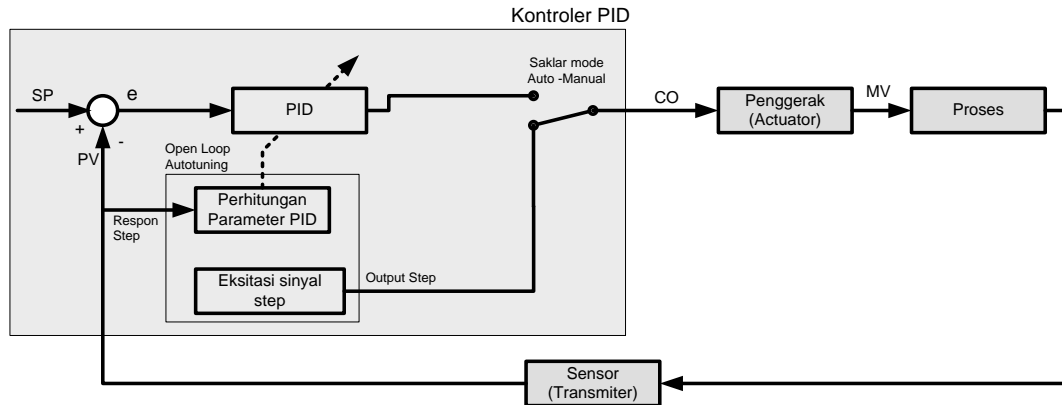 Kontroler PID
Saklar mode
Auto -Manual
SP
e
PID
CO
Penggerak
(Actuator)
MV
Proses
+
-
PV
Open Loop
Autotuning
Perhitungan
Parameter PID
Respon
Step
Eksitasi sinyal
step
Output Step
Sensor
(Transmiter)